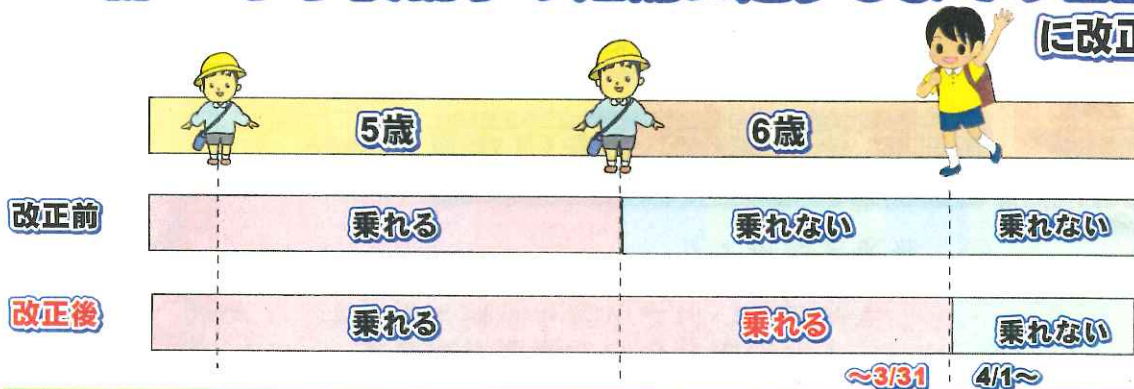 に改正
5歳 6歳
改正前 乗れる 乗れない 乗れない
改正後 乗れる 乗れる 乗れない
～3/31 4/1～